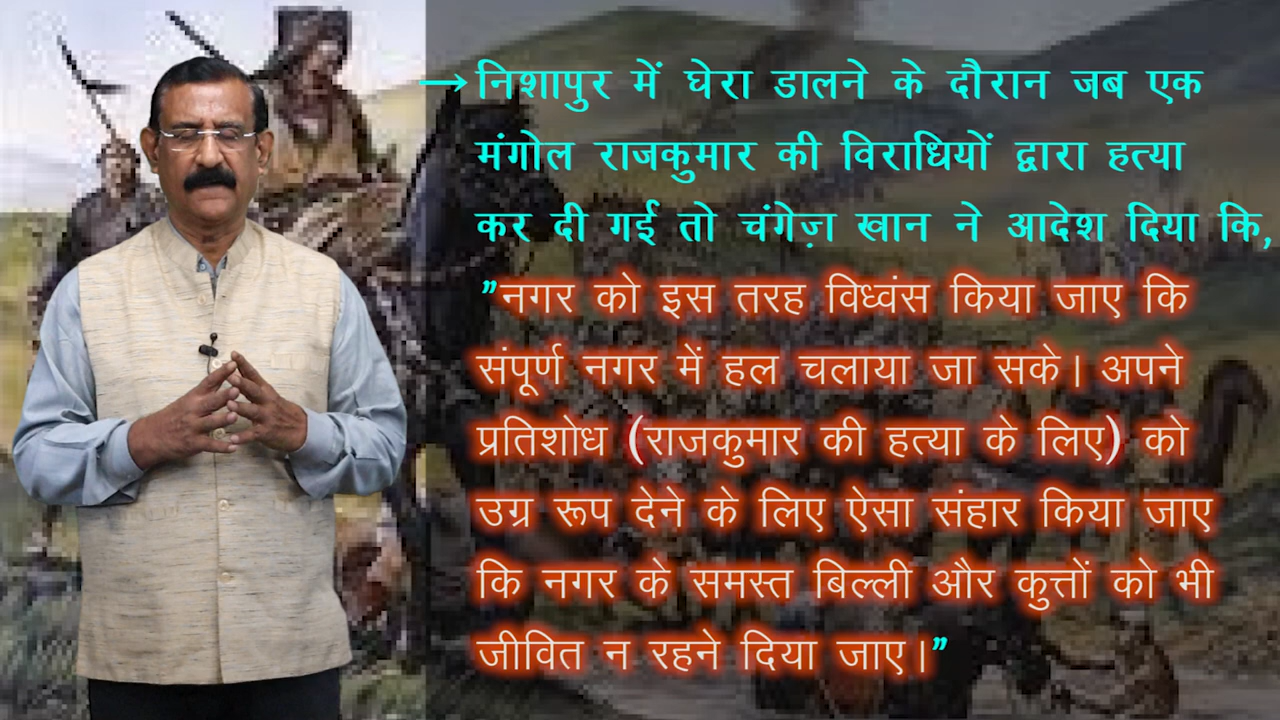 →निशापुर में घेरा डालने के दौरान जब एक
मंगोल राजकुमार की विराधियों द्वारा हत्या
कर दी गई तो चंगेज़ खान ने आदेश दिया कि,
"नगर को इस तरह विध्वंस किया जाए कि
संपूर्ण नगर में हल चलाया जा सके। अपने
प्रतिशोध (राजकुमार की हत्या के लिए) को
उग्र रूप देने के लिए ऐसा संहार किया जाए
कि नगर के समस्त बिल्ली और कुत्तों को भी
जीवित न रहने दिया जाए।"